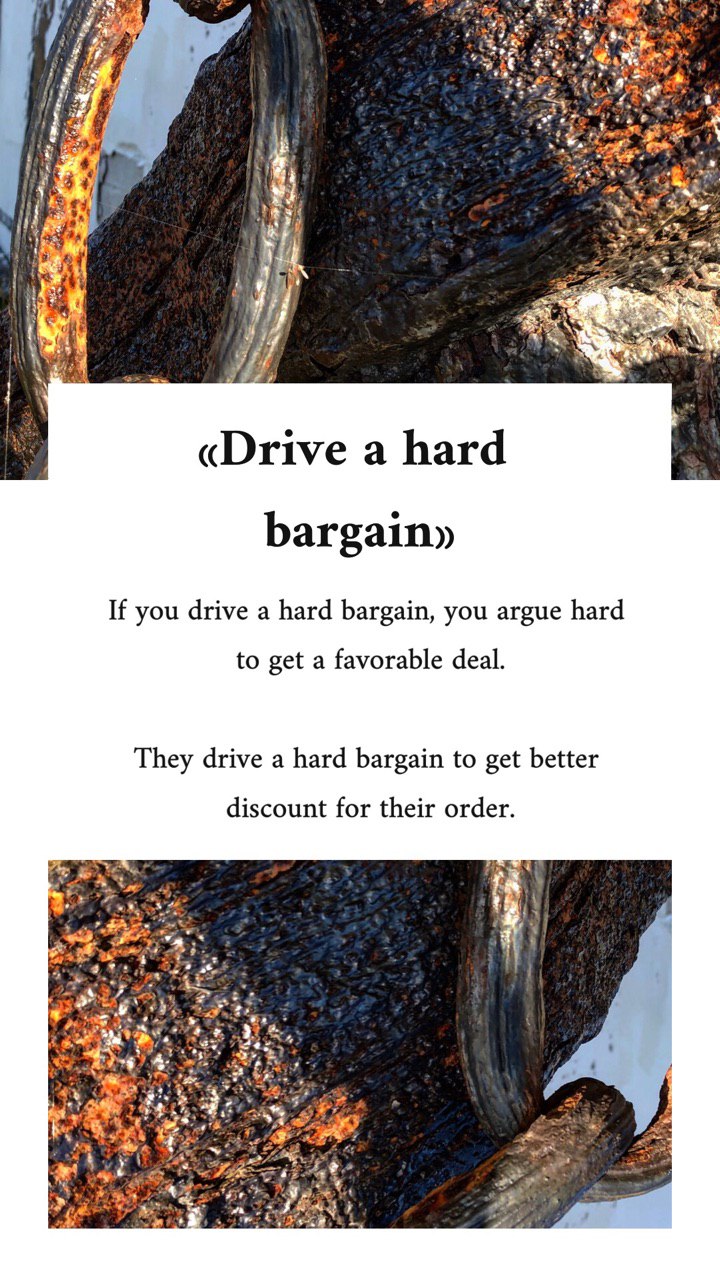 «Drive a hard
bargain»
If you drive a hard bargain, you argue hard
to get a favorable deal.
They drive a hard bargain to get better
discount for their order.